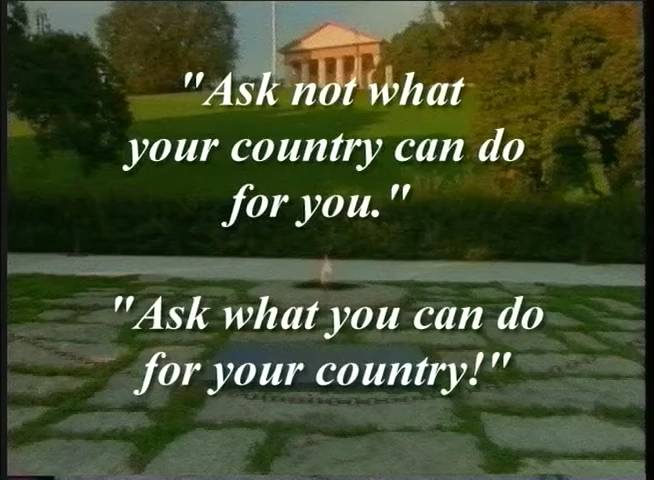 "Ask not what
your country can do
for you."
"Ask what you can do
for your country!"